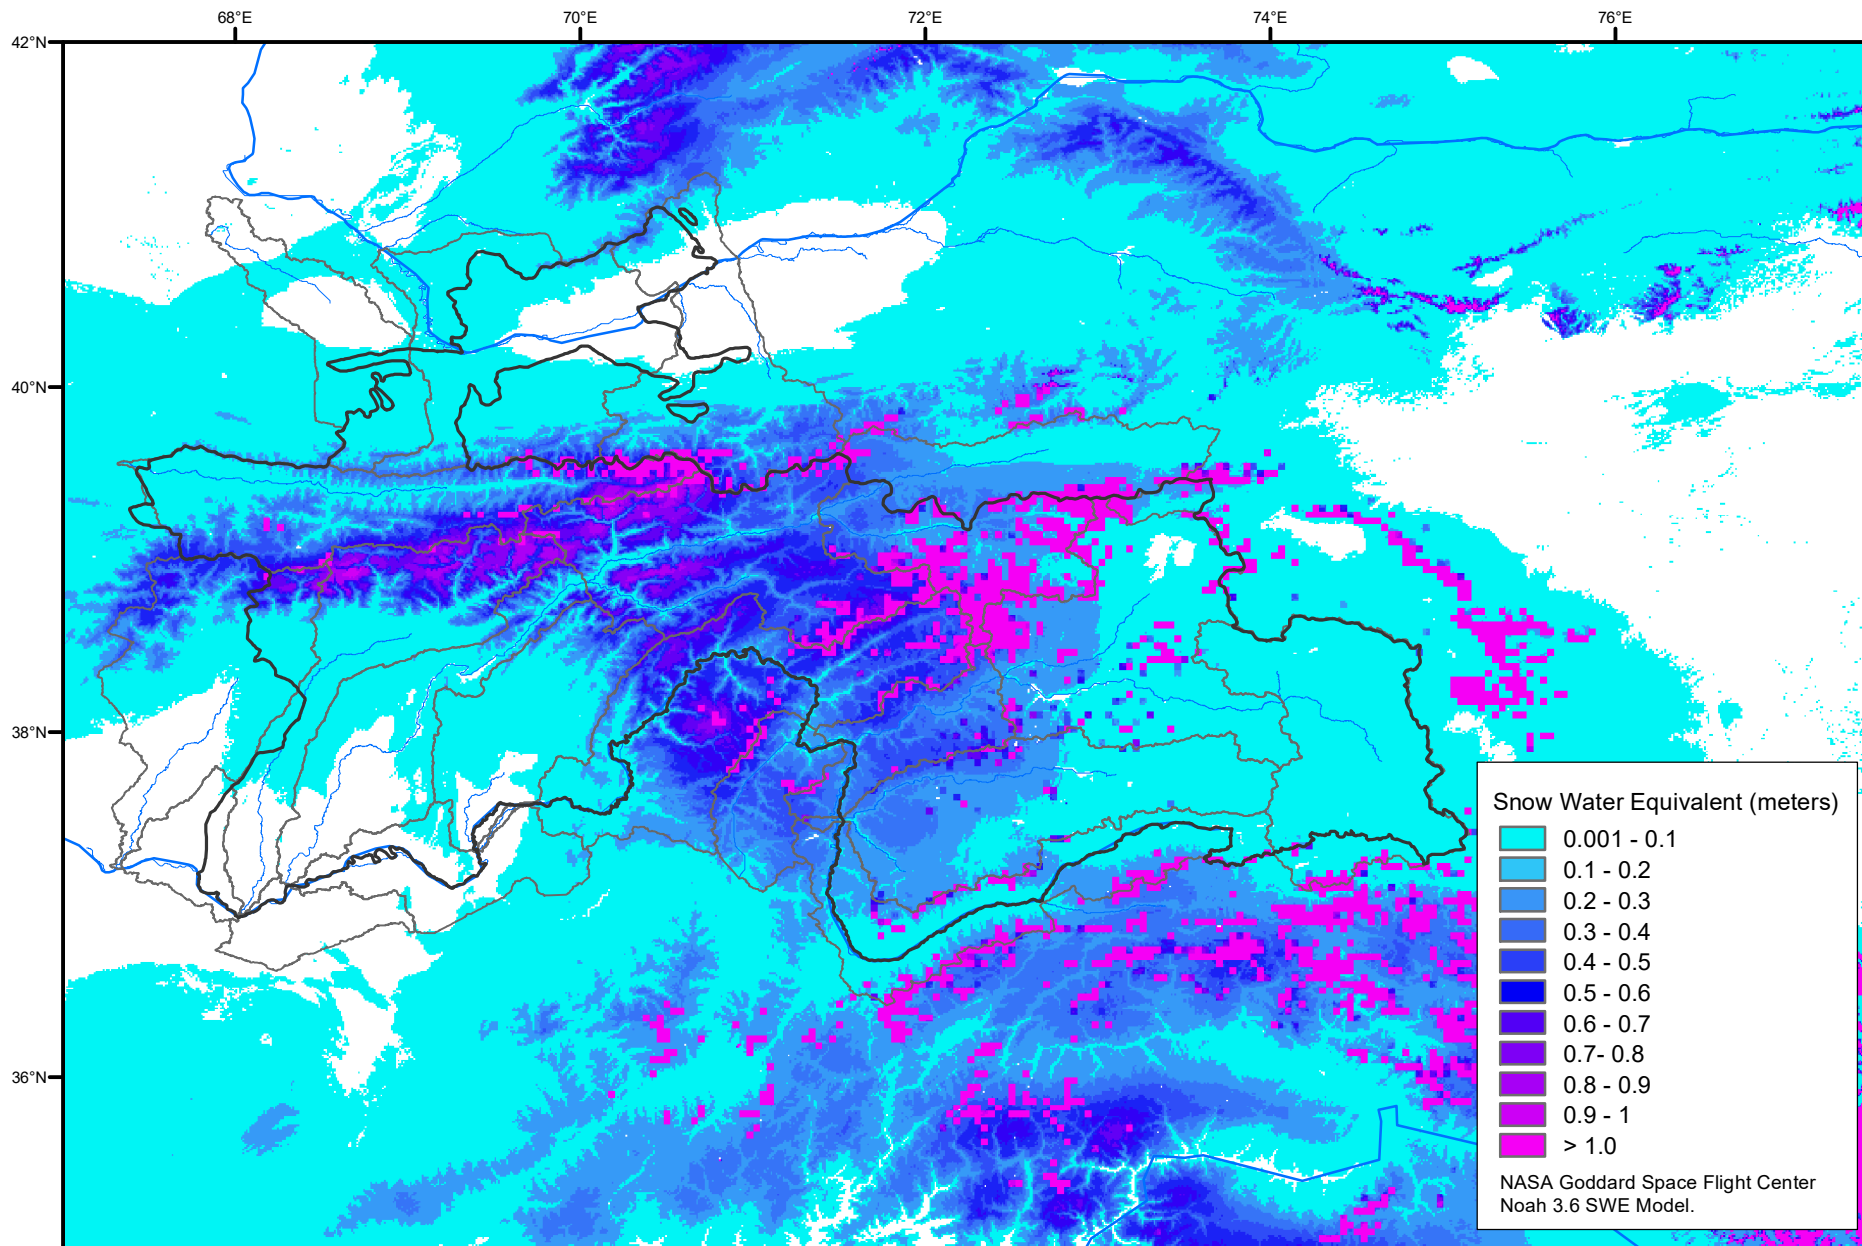 68°E 70°E 72°E 74°E 76°E
42°N
40°N
38°N
36°N
Snow Water Equivalent (meters)
0.001 - 0.1
0.1 - 0.2
0.2 - 0.3
0.3 - 0.4
0.4 - 0.5
0.5 - 0.6
0.6 - 0.7
0.7- 0.8
0.8 - 0.9
0.9 - 1
> 1.0
NASA Goddard Space Flight Center
Noah 3.6 SWE Model.